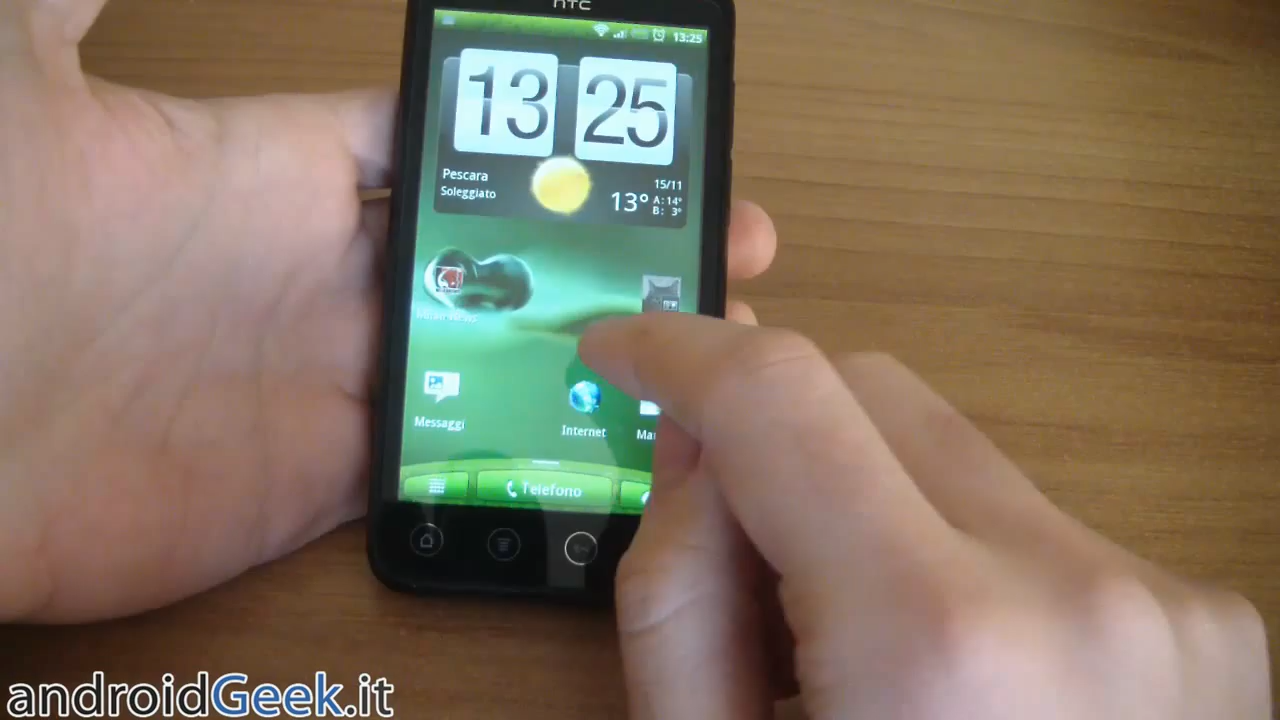 hTC
13:25
13 25
Pescara
Soleggiato
15/11
13° A: 14°
B: 3°
Messaggi
Internet
Telefono
androidGeek.it